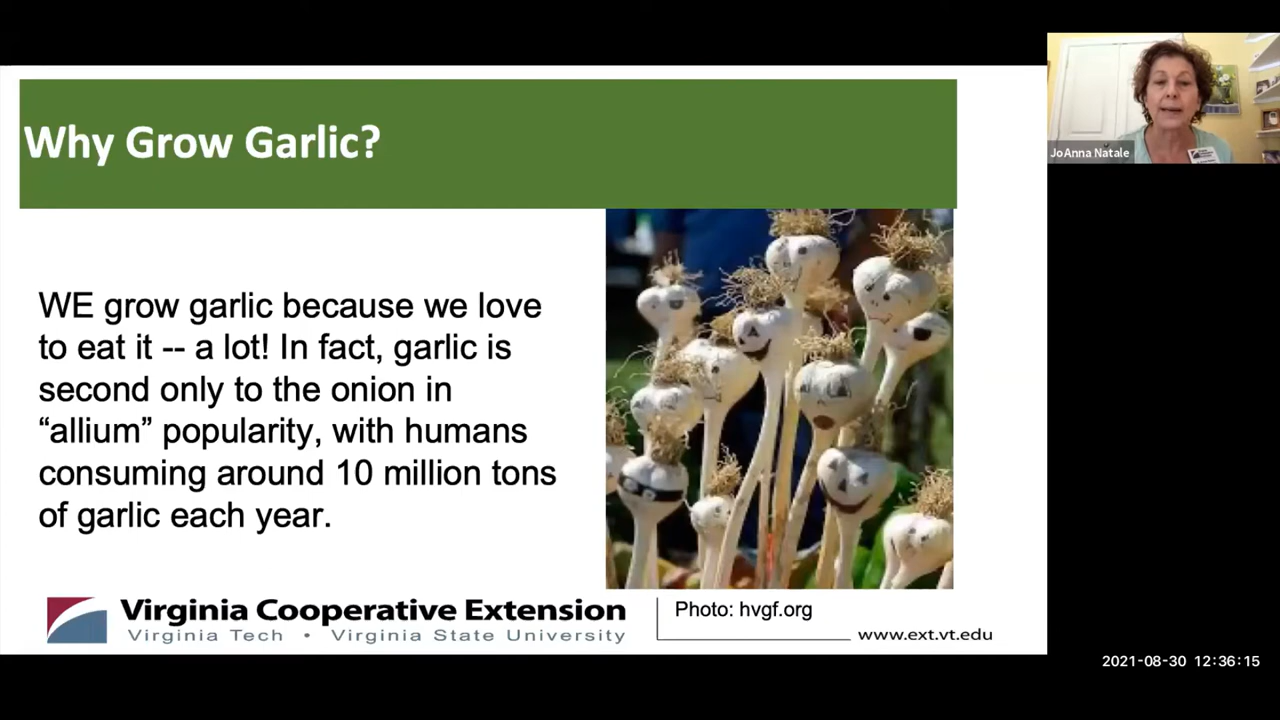 Why Grow Garlic?
JoAnna Natale
WE grow garlic because we love
to eat it -- a lot! In fact, garlic is
second only to the onion in
“allium” popularity, with humans
consuming around 10 million tons
of garlic each year.
Virginia Cooperative Extension
Virginia Tech • Virginia State University
Photo: hvgf.org
www.ext.vt.edu
2021-08-30 12:36:15